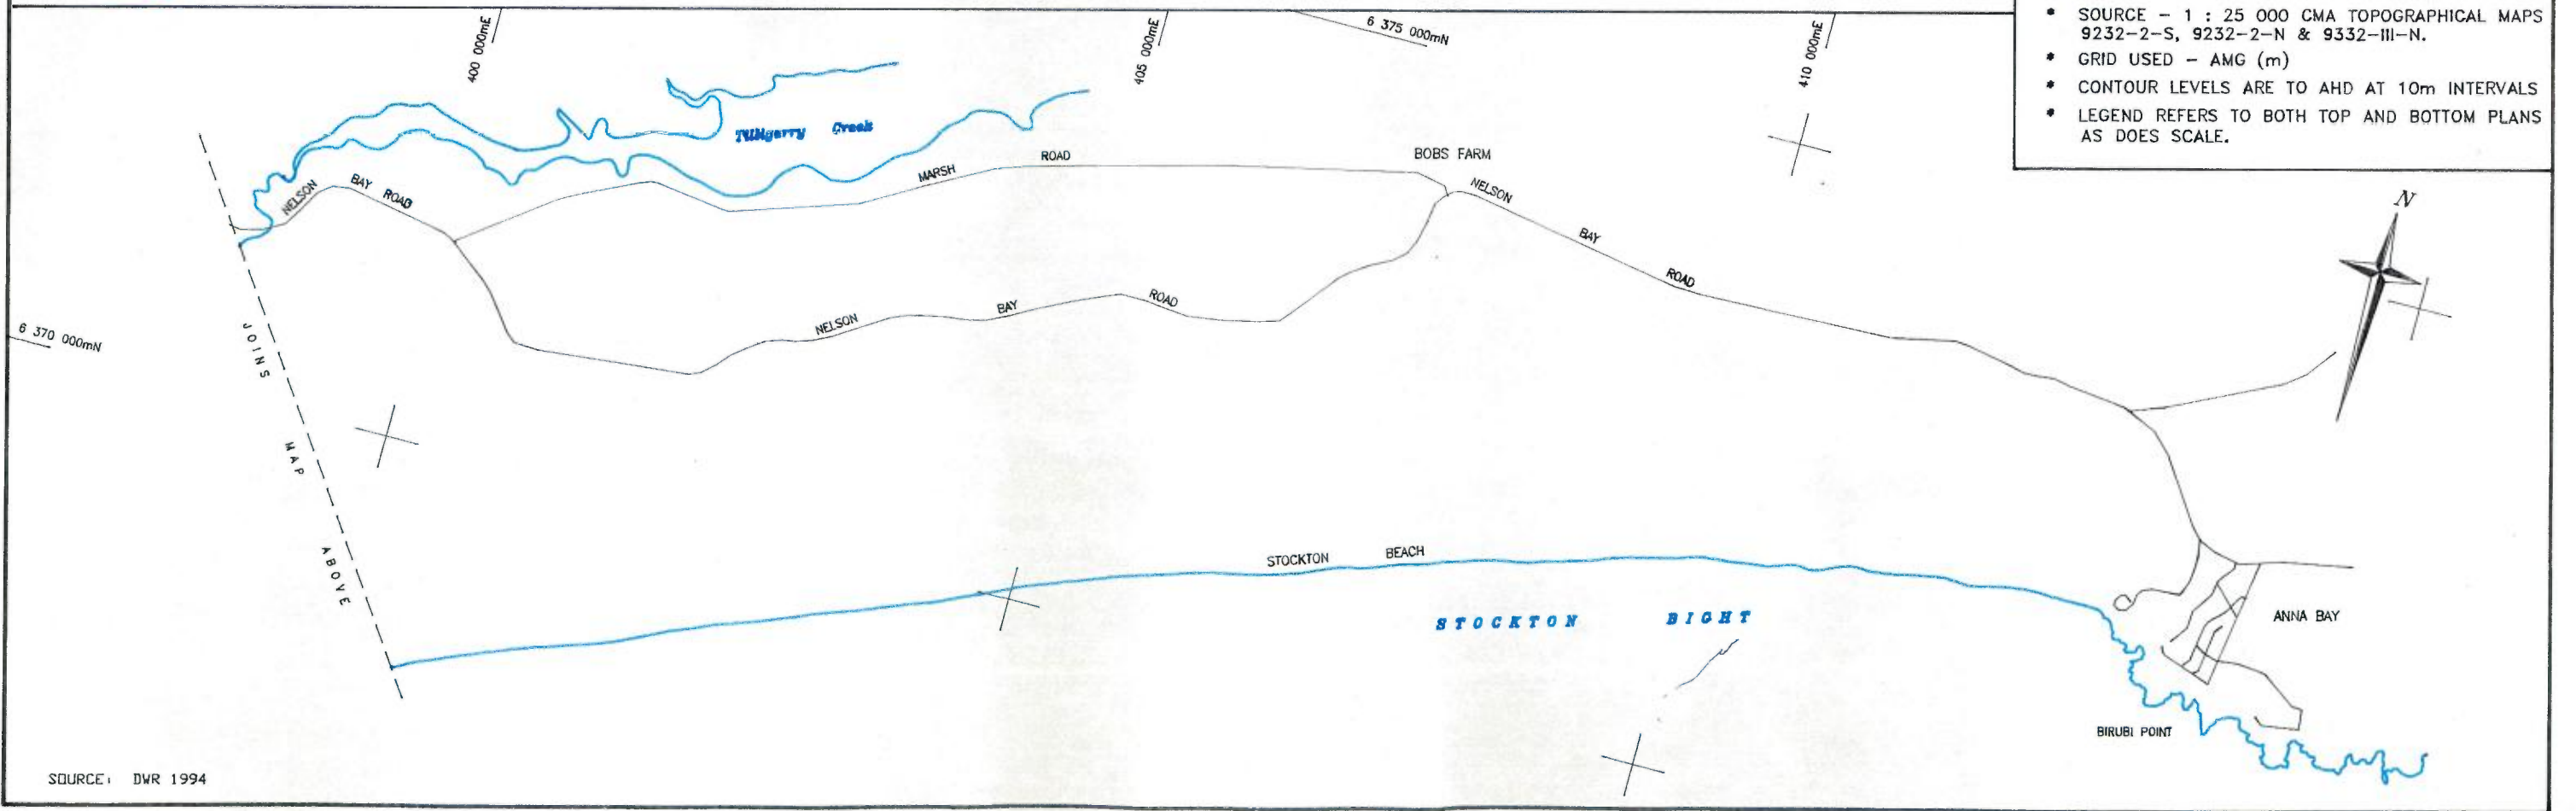 400 000mE
405 000mE
6 375 000mN
410 000mE
* SOURCE - 1 : 25 000 CMA TOPOGRAPHICAL MAPS
9232-2-S, 9232-2-N & 9332-III-N.
* GRID USED - AMG (m)
* CONTOUR LEVELS ARE TO AHD AT 10m INTERVALS
* LEGEND REFERS TO BOTH TOP AND BOTTOM PLANS
AS DOES SCALE.
Tilligerry Creek
MARSH ROAD
BOBS FARM
NELSON BAY ROAD
NELSON BAY ROAD
N
6 370 000mN
NELSON BAY ROAD
JOINS MAP ABOVE
STOCKTON BEACH
STOCKTON BIGHT
ANNA BAY
BIRUBI POINT
SOURCE: DWR 1994